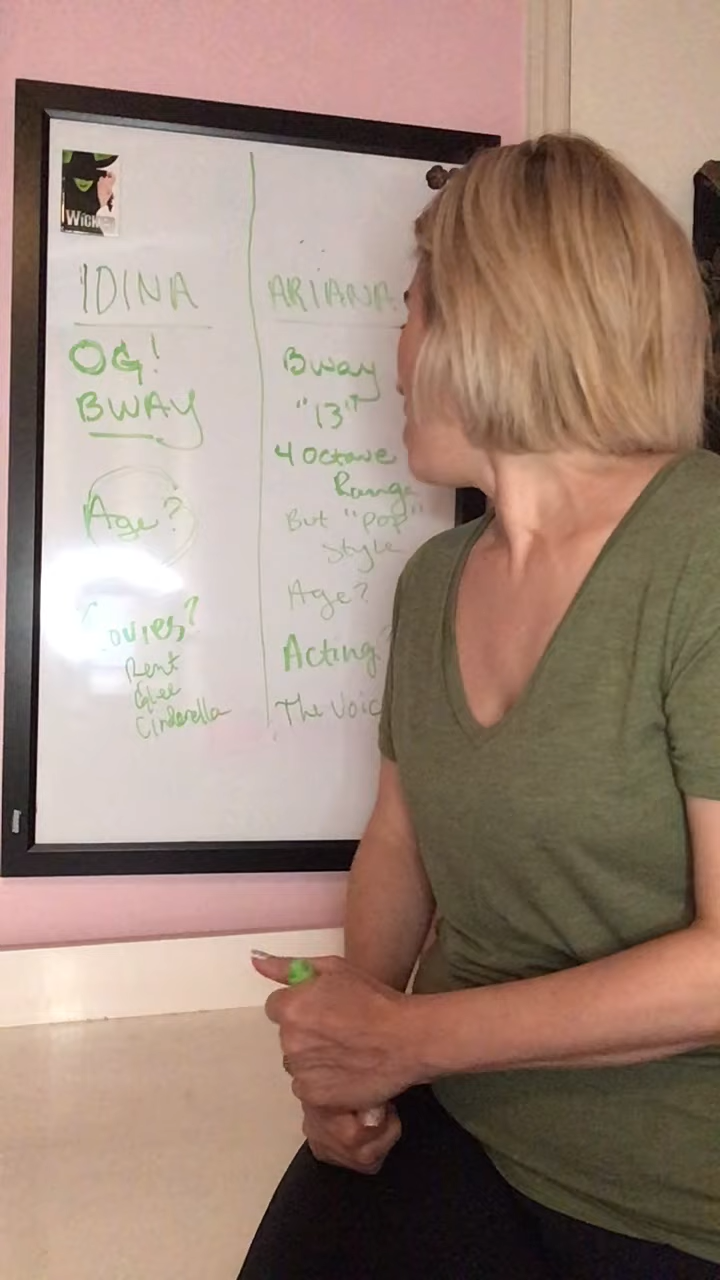 WICKED
IDINA
OG!
BWAY
Age?
Movies?
Rent
Glee
Cinderella
ARIANA
Bway
"13"
4 Octave
Range
But "pop"
Style
Age?
Acting?
The Voic